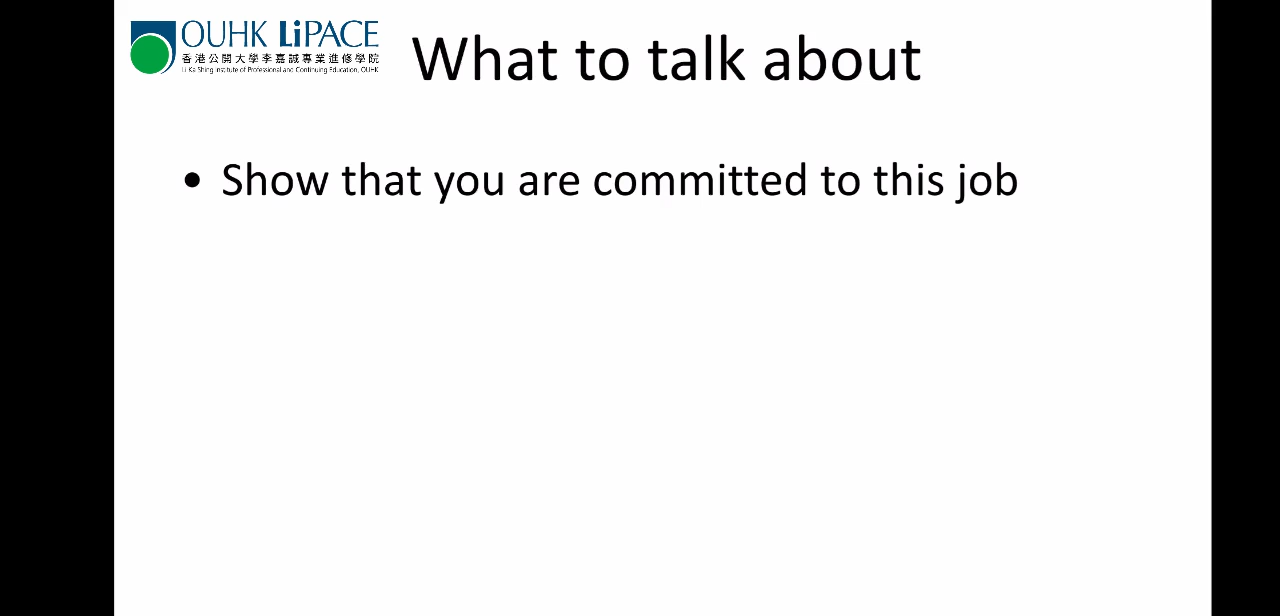 OUHK LiPACE
香港公開大學李嘉誠專業進修學院
Li Ka Shing Institute of Professional and Continuing Education, OUHK
What to talk about
• Show that you are committed to this job